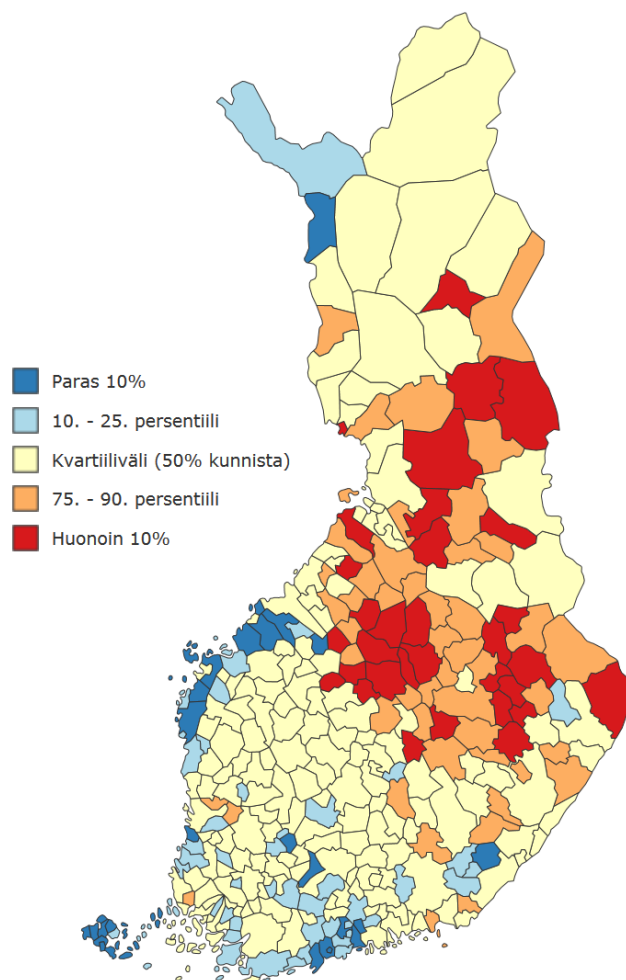 Paras 10%
10. - 25. persentiili
Kvartiiliväli (50% kunnista)
75. - 90. persentiili
Huonoin 10%